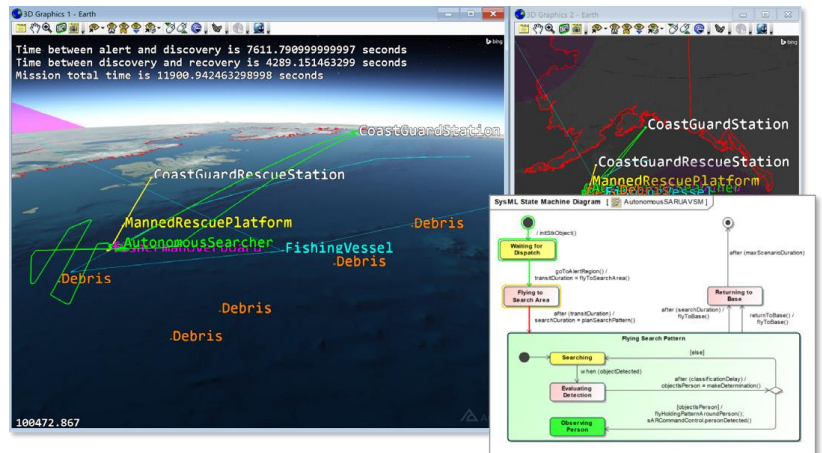 3D Graphics 1 - Earth
bing
Time between alert and discovery is 7611.790999999997 seconds
Time between discovery and recovery is 4289.151463299 seconds
Mission total time is 11900.942463298998 seconds
CoastGuardStation
CoastGuardRescueStation
MannedRescuePlatform
AutonomousSearcher
FishingVessel
Debris
Debris
Debris
Debris
Debris
100472.867
3D Graphics 2 - Earth
bing
CoastGuardStation
CoastGuardRescueStation
MannedRescuePlatform
SysML State Machine Diagram [ AutonomousSARUAVSM ]
/ initStkObject()
Waiting for
Dispatch
after (maxScenarioDuration)
goToAlertRegion() /
transitDuration = flyToSearchArea()
Flying to
Search Area
Returning to
Base
after (transitDuration) /
searchDuration = planSearchPattern()
after (searchDuration) /
flyToBase()
returnToBase() /
flyToBase()
Flying Search Pattern
[else]
Searching
when (objectDetected)
Evaluating
Detection
after (classificationDelay) /
objectIsPerson = makeDetermination()
[objectIsPerson] /
flyHoldingPatternAroundPerson();
sARCommandControl.personDetected()
Observing
Person